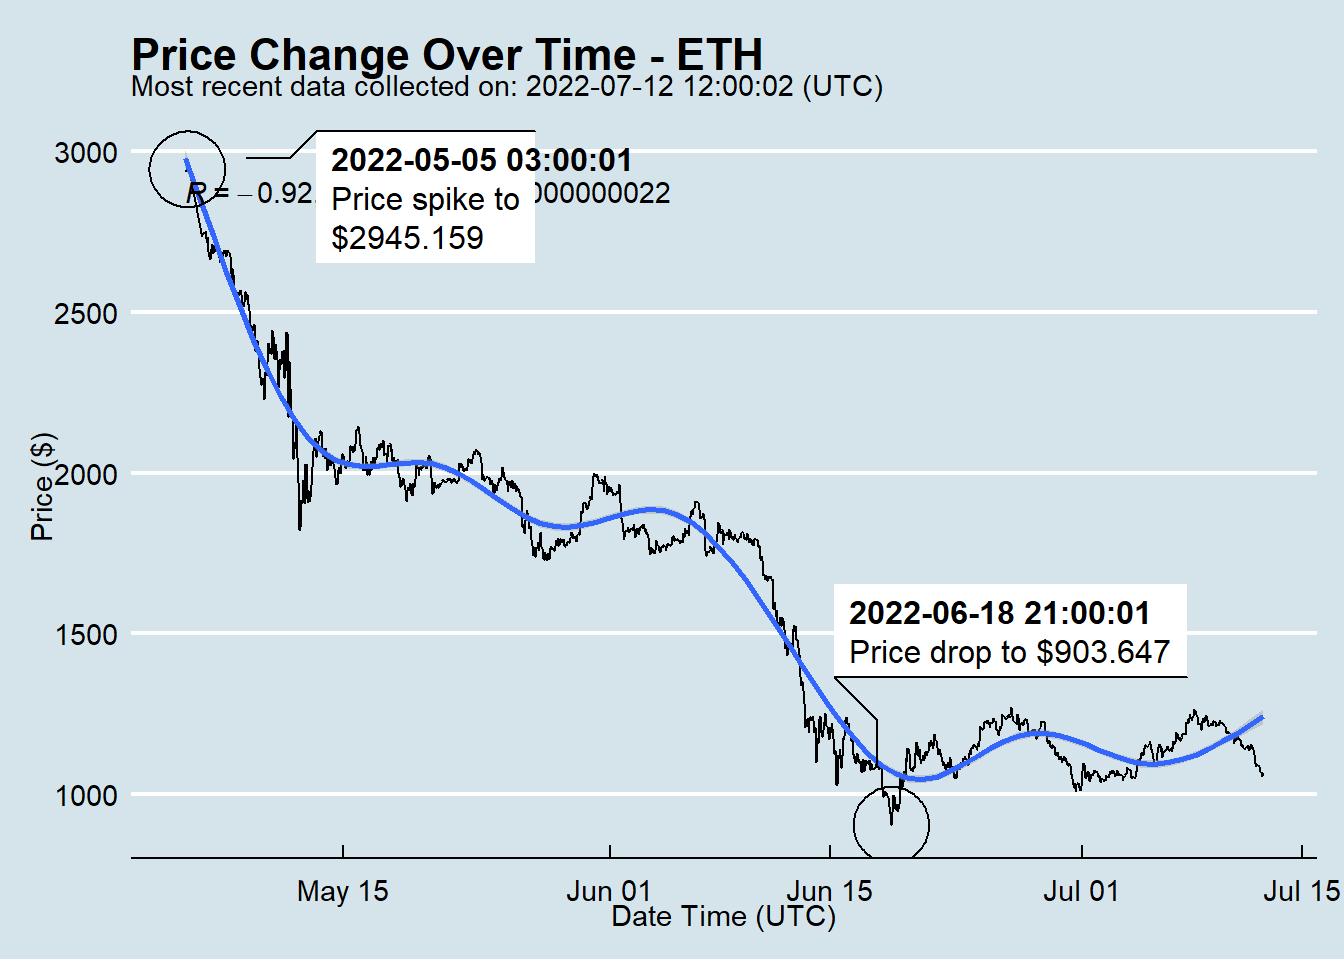 Price Change Over Time - ETH
Most recent data collected on: 2022-07-12 12:00:02 (UTC)
3000
2022-05-05 03:00:01
R = −0.92
000000022
Price spike to
$2945.159
2500
2000
Price ($)
2022-06-18 21:00:01
1500
Price drop to $903.647
1000
May 15
Jun 01
Jun 15
Jul 01
Jul 15
Date Time (UTC)